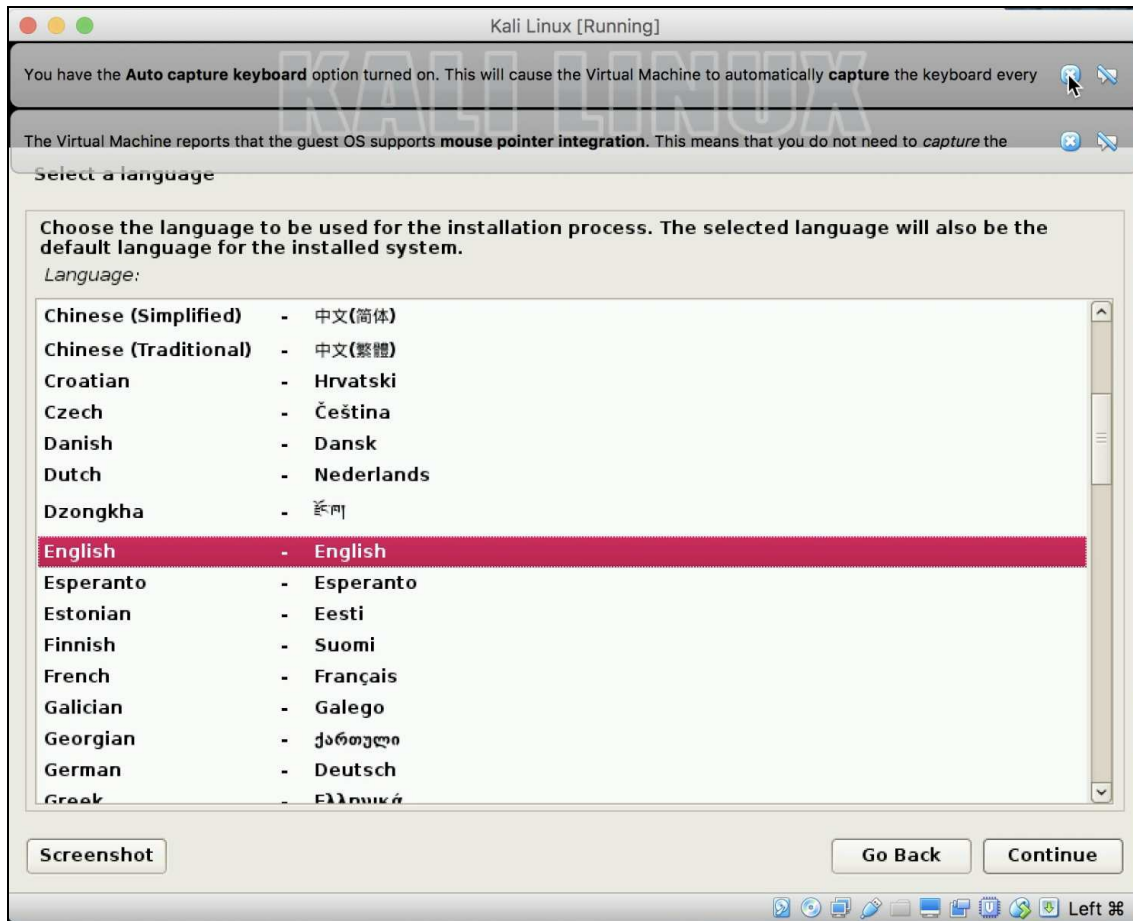 Kali Linux [Running]
KALI LINUX
You have the Auto capture keyboard option turned on. This will cause the Virtual Machine to automatically capture the keyboard every
The Virtual Machine reports that the guest OS supports mouse pointer integration. This means that you do not need to capture the
Select a language
Choose the language to be used for the installation process. The selected language will also be the
default language for the installed system.
Language:
Chinese (Simplified) - 中文(简体)
Chinese (Traditional) - 中文(繁體)
Croatian - Hrvatski
Czech - Čeština
Danish - Dansk
Dutch - Nederlands
Dzongkha - རྫོང་ཁ།
English - English
Esperanto - Esperanto
Estonian - Eesti
Finnish - Suomi
French - Français
Galician - Galego
Georgian - ქართული
German - Deutsch
Greek - Ελληνικά
Screenshot Go Back Continue
Left ⌘